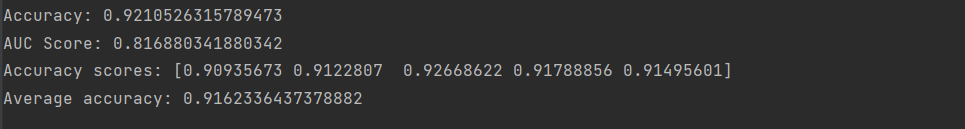 Accuracy: 0.9210526315789473
AUC Score: 0.816880341880342
Accuracy scores: [0.90935673 0.9122807  0.92668622 0.91788856 0.91495601]
Average accuracy: 0.9162336437378882